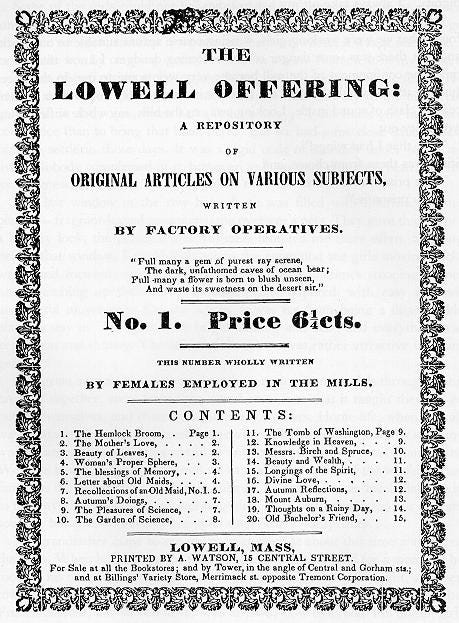 THE
LOWELL OFFERING:
A REPOSITORY
OF
ORIGINAL ARTICLES ON VARIOUS SUBJECTS,
WRITTEN
BY FACTORY OPERATIVES.
"Full many a gem of purest ray serene,
The dark, unfathomed caves of ocean bear;
Full many a flower is born to blush unseen,
And waste its sweetness on the desert air."
No. 1. Price 6¼cts.
THIS NUMBER WHOLLY WRITTEN
BY FEMALES EMPLOYED IN THE MILLS.
CONTENTS:
1. The Hemlock Broom, . Page 1.
2. The Mother's Love, . . . . 2.
3. Beauty of Leaves, . . . . . 2.
4. Woman's Proper Sphere, . . 3.
5. The blessings of Memory, . . 4.
6. Letter about Old Maids, . . 4.
7. Recollections of an Old Maid, No.I. 5.
8. Autumn's Doings, . . . . 7.
9. The Pleasures of Science, . . 7.
10. The Garden of Science, . . . 8.
11. The Tomb of Washington, Page 9.
12. Knowledge in Heaven, . . . . 9.
13. Messrs. Birch and Spruce, . . 10.
14. Beauty and Wealth, . . . . 11.
15. Longings of the Spirit, . . . 11.
16. Divine Love, . . . . . . 12.
17. Autumn Reflections, . . . . 12.
18. Mount Auburn, . . . . . . 13.
19. Thoughts on a Rainy Day, . . 14.
20. Old Bachelor's Friend, . . . 15,
LOWELL, MASS,
PRINTED BY A. WATSON, 15 CENTRAL STREET.
For Sale at all the Bookstores; and by Tower, in the angle of Central and Gorham sts.;
and at Billings' Variety Store, Merrimack st. opposite Tremont Corporation.